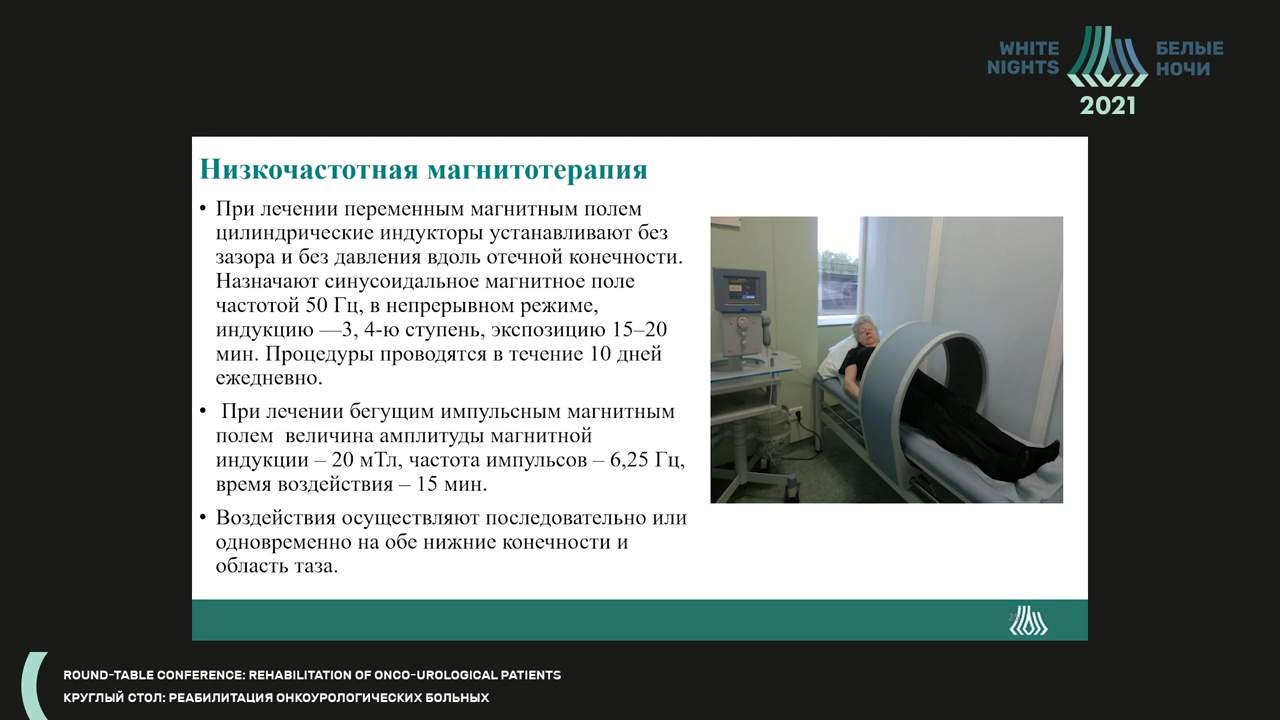 WHITE
NIGHTS
БЕЛЫЕ
НОЧИ
2021
Низкочастотная магнитотерапия
• При лечении переменным магнитным полем
цилиндрические индукторы устанавливают без
зазора и без давления вдоль отечной конечности.
Назначают синусоидальное магнитное поле
частотой 50 Гц, в непрерывном режиме,
индукцию —3, 4-ю ступень, экспозицию 15–20
мин. Процедуры проводятся в течение 10 дней
ежедневно.
• При лечении бегущим импульсным магнитным
полем величина амплитуды магнитной
индукции – 20 мТл, частота импульсов – 6,25 Гц,
время воздействия – 15 мин.
• Воздействия осуществляют последовательно или
одновременно на обе нижние конечности и
область таза.
ROUND-TABLE CONFERENCE: REHABILITATION OF ONCO-UROLOGICAL PATIENTS
КРУГЛЫЙ СТОЛ: РЕАБИЛИТАЦИЯ ОНКОУРОЛОГИЧЕСКИХ БОЛЬНЫХ